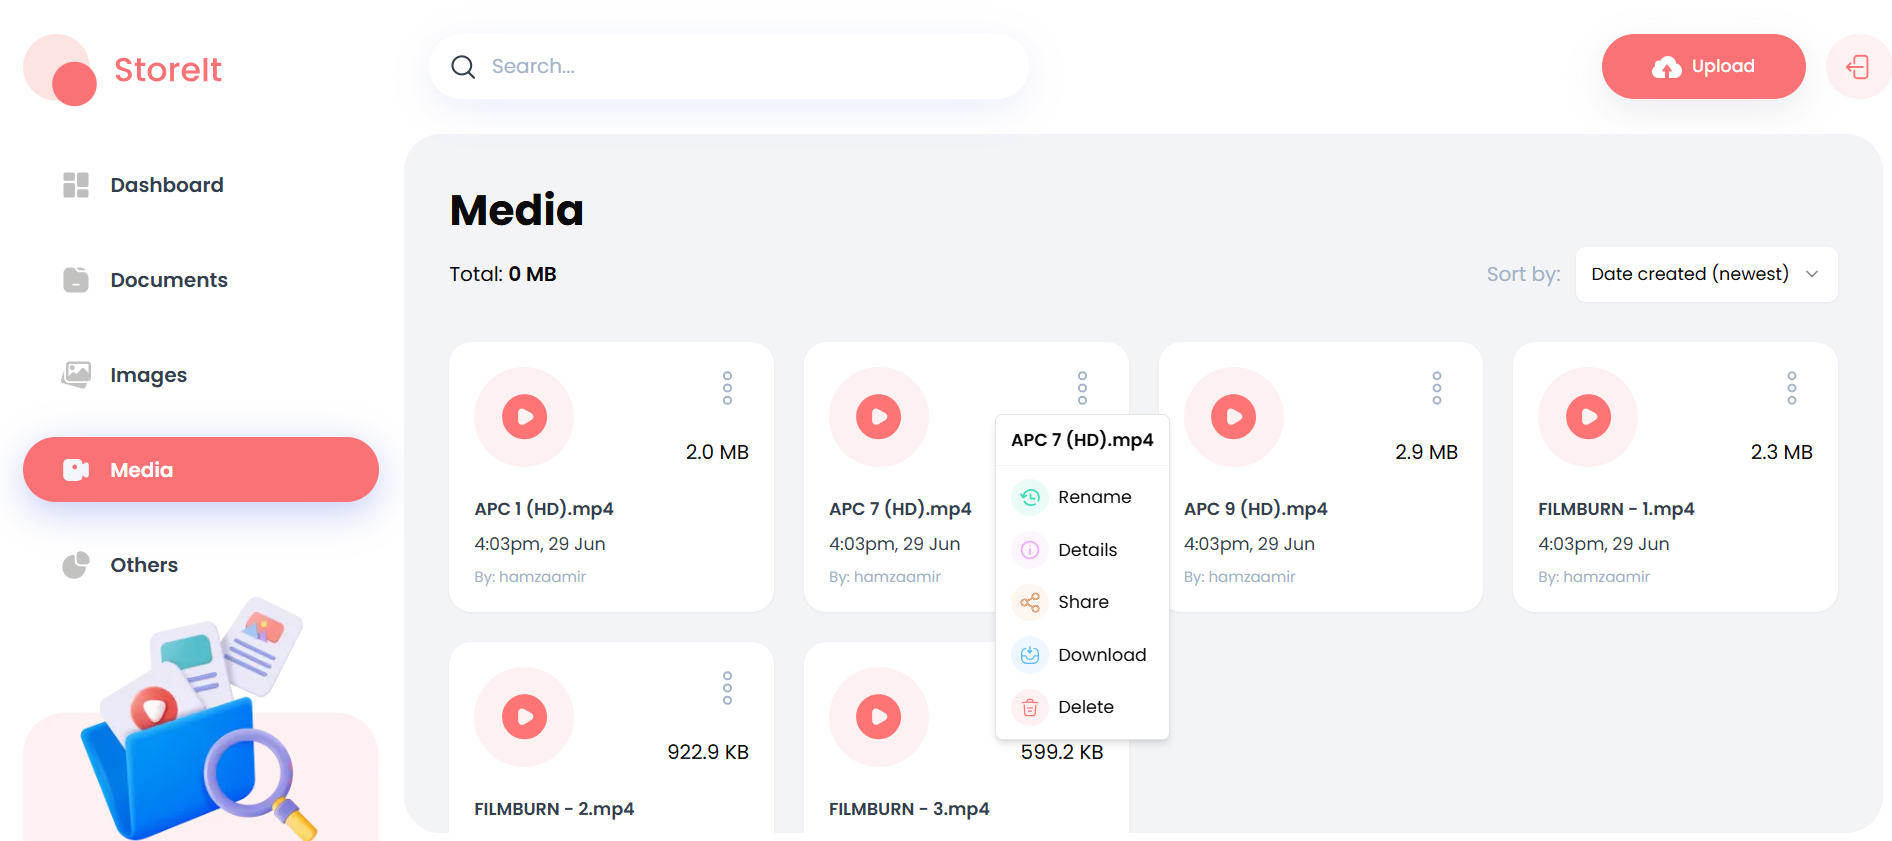 StoreIt
Search...
Upload
Dashboard
Documents
Images
Media
Others
Media
Total: 0 MB
Sort by:
Date created (newest)
2.0 MB
APC 1 (HD).mp4
4:03pm, 29 Jun
By: hamzaamir
APC 7 (HD).mp4
4:03pm, 29 Jun
By: hamzaamir
APC 7 (HD).mp4
Rename
Details
Share
Download
Delete
2.9 MB
APC 9 (HD).mp4
4:03pm, 29 Jun
By: hamzaamir
2.3 MB
FILMBURN - 1.mp4
4:03pm, 29 Jun
By: hamzaamir
922.9 KB
FILMBURN - 2.mp4
599.2 KB
FILMBURN - 3.mp4